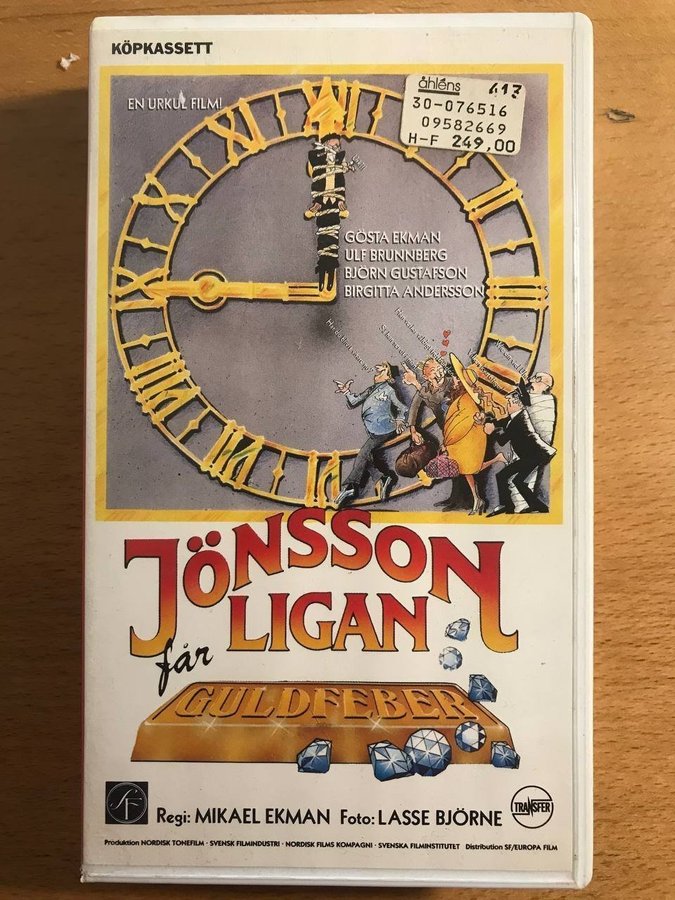 KÖPKASSETT
EN URKUL FILM!
åhléns 413
30-076516
09582669
H-F 249,00
GÖSTA EKMAN
ULF BRUNNBERG
BJÖRN GUSTAFSON
BIRGITTA ANDERSSON
JÖNSSON
LIGAN
får
GULDFEBER
SF
Regi: MIKAEL EKMAN Foto: LASSE BJÖRNE
TRANSFER
Produktion NORDISK TONEFILM · SVENSK FILMINDUSTRI · NORDISK FILMS KOMPAGNI · SVENSKA FILMINSTITUTET Distribution SF/EUROPA FILM